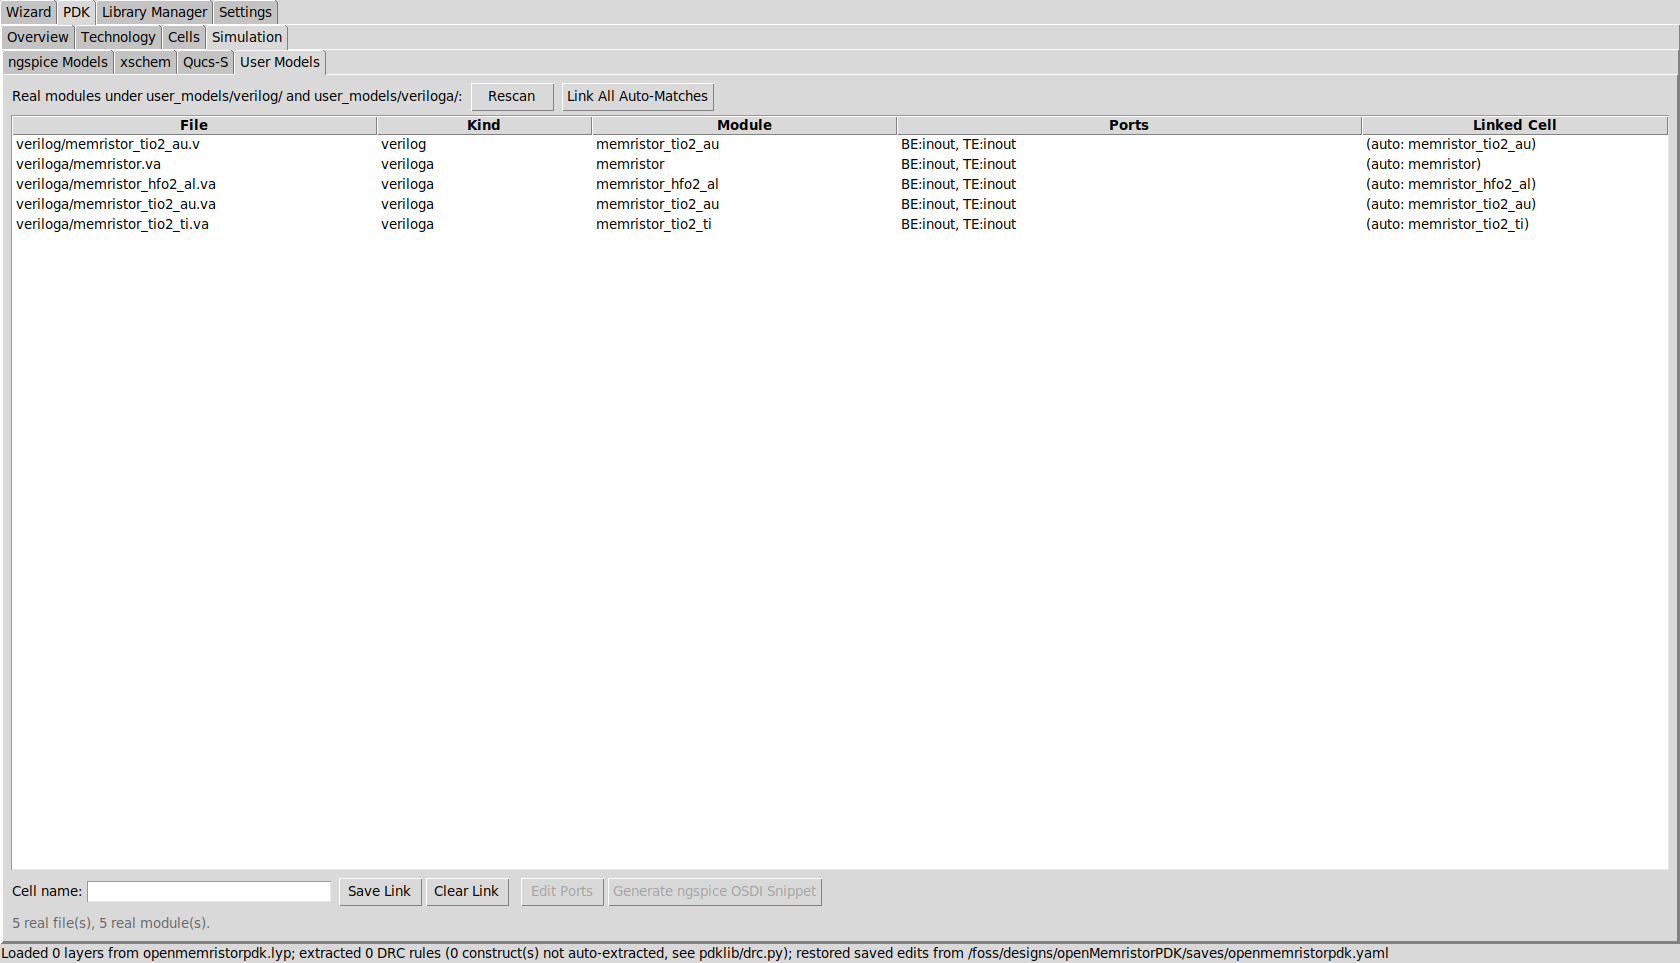 Wizard PDK Library Manager Settings
Overview Technology Cells Simulation
ngspice Models xschem Qucs-S User Models
Real modules under user_models/verilog/ and user_models/veriloga/: Rescan Link All Auto-Matches
File Kind Module Ports Linked Cell
verilog/memristor_tio2_au.v verilog memristor_tio2_au BE:inout, TE:inout (auto: memristor_tio2_au)
veriloga/memristor.va veriloga memristor BE:inout, TE:inout (auto: memristor)
veriloga/memristor_hfo2_al.va veriloga memristor_hfo2_al BE:inout, TE:inout (auto: memristor_hfo2_al)
veriloga/memristor_tio2_au.va veriloga memristor_tio2_au BE:inout, TE:inout (auto: memristor_tio2_au)
veriloga/memristor_tio2_ti.va veriloga memristor_tio2_ti BE:inout, TE:inout (auto: memristor_tio2_ti)
Cell name: Save Link Clear Link Edit Ports Generate ngspice OSDI Snippet
5 real file(s), 5 real module(s).
Loaded 0 layers from openmemristorpdk.lyp; extracted 0 DRC rules (0 construct(s) not auto-extracted, see pdklib/drc.py); restored saved edits from /foss/designs/openMemristorPDK/saves/openmemristorpdk.yaml